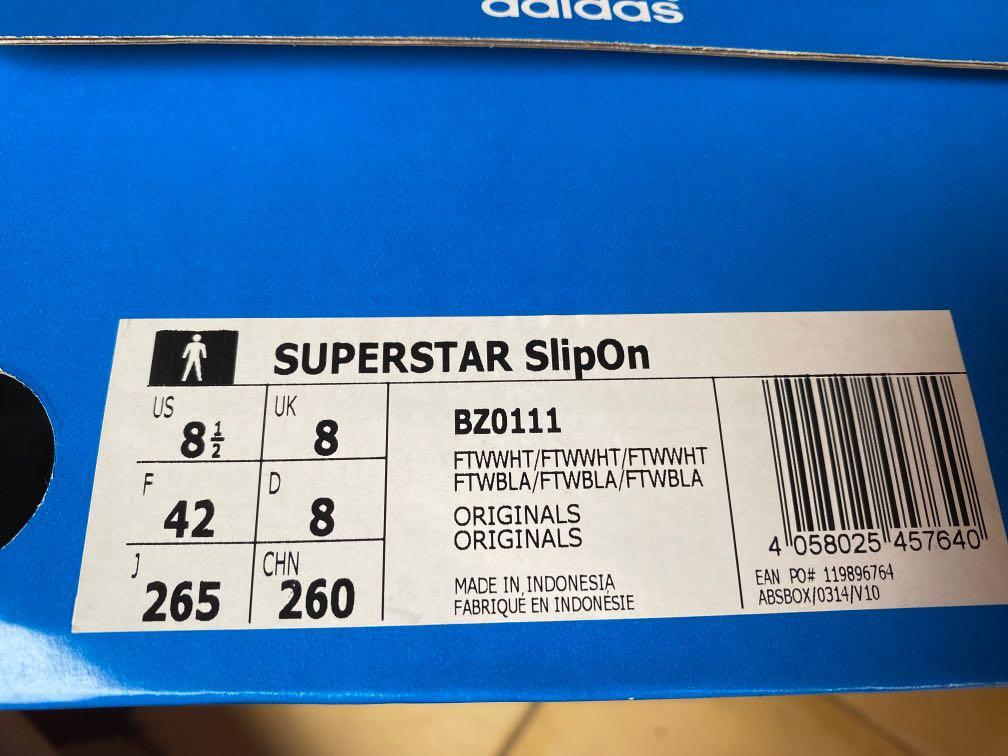 adidas
SUPERSTAR SlipOn
US
8½
UK
8
F
42
D
8
J
265
CHN
260
BZ0111
FTWWHT/FTWWHT/FTWWHT
FTWBLA/FTWBLA/FTWBLA
ORIGINALS
ORIGINALS
MADE IN INDONESIA
FABRIQUÉ EN INDONÉSIE
4 058025 457640
EAN PO# 119896764
ABSBOX/0314/V10